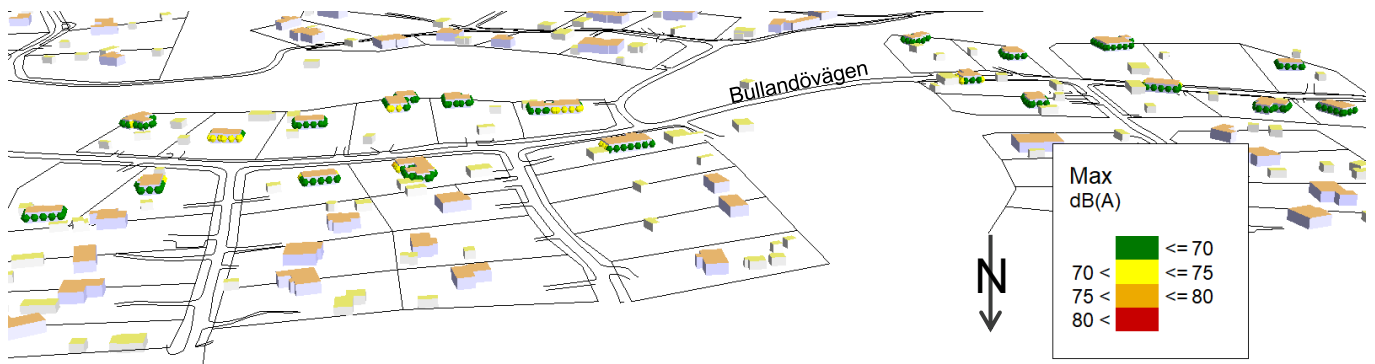 Bullandövägen
N
Max
dB(A)
<= 70
70 < <= 75
75 < <= 80
80 <